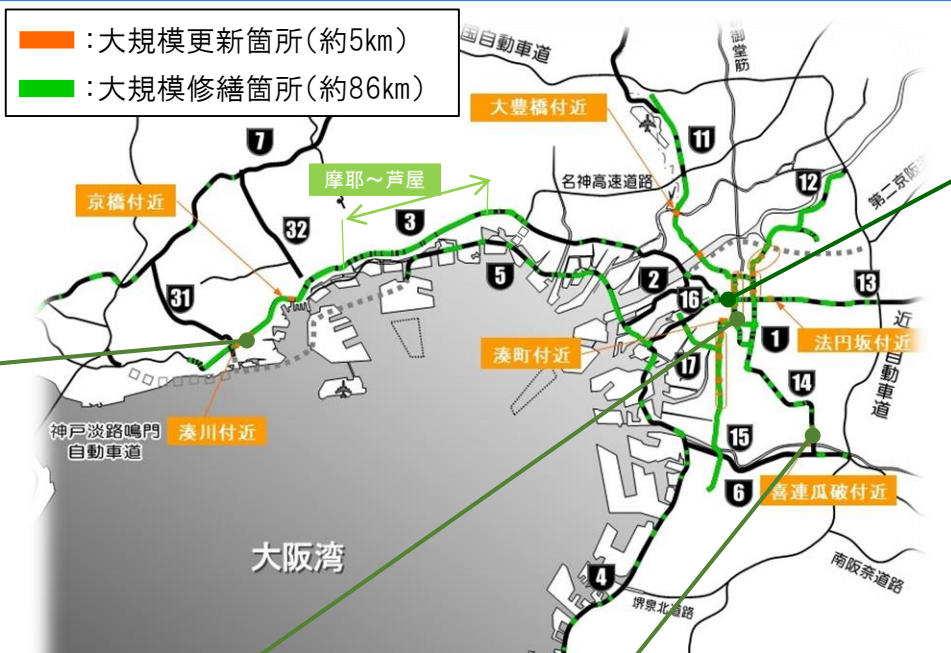 ：大規模更新箇所(約5km)
：大規模修繕箇所(約86km)
国自動車道
御堂筋
大豊橋付近
7
11
12
摩耶～芦屋
名神高速道路
第二京阪道
京橋付近
32
3
5
2
16
13
31
1
近
自動車道
法円坂付近
湊町付近
17
14
神戸淡路鳴門
自動車道
湊川付近
15
6
喜連瓜破付近
大阪湾
南阪奈道路
4
堺泉北道路